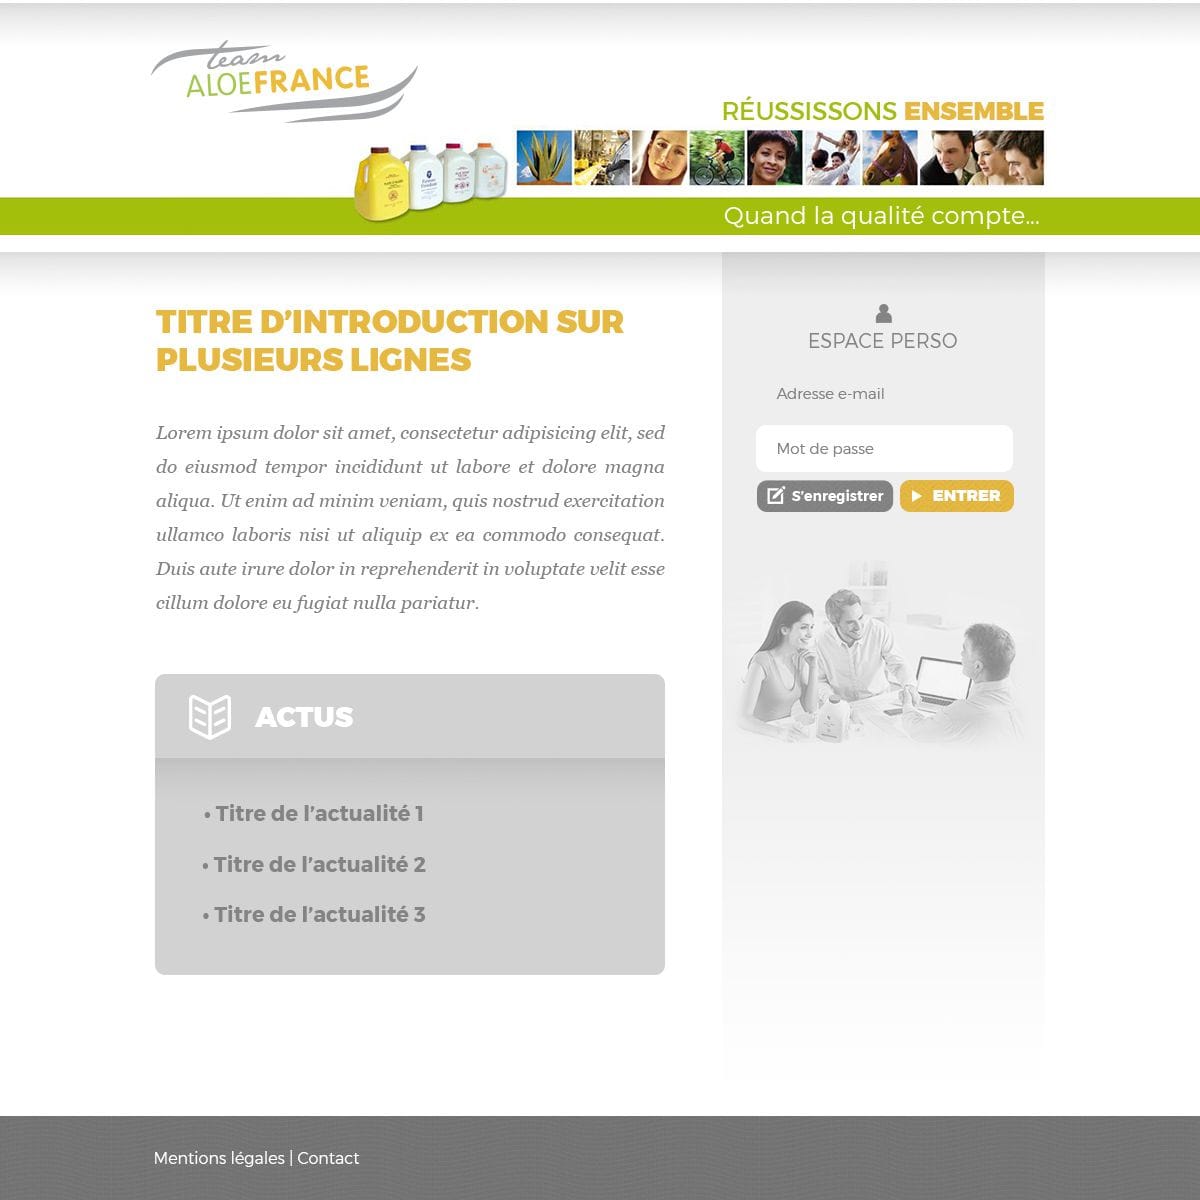 team
ALOEFRANCE
RÉUSSISSONS ENSEMBLE
Quand la qualité compte...
TITRE D’INTRODUCTION SUR
PLUSIEURS LIGNES
Lorem ipsum dolor sit amet, consectetur adipisicing elit, sed
do eiusmod tempor incididunt ut labore et dolore magna
aliqua. Ut enim ad minim veniam, quis nostrud exercitation
ullamco laboris nisi ut aliquip ex ea commodo consequat.
Duis aute irure dolor in reprehenderit in voluptate velit esse
cillum dolore eu fugiat nulla pariatur.
ACTUS
• Titre de l’actualité 1
• Titre de l’actualité 2
• Titre de l’actualité 3
ESPACE PERSO
Adresse e-mail
Mot de passe
S’enregistrer
ENTRER
Mentions légales | Contact